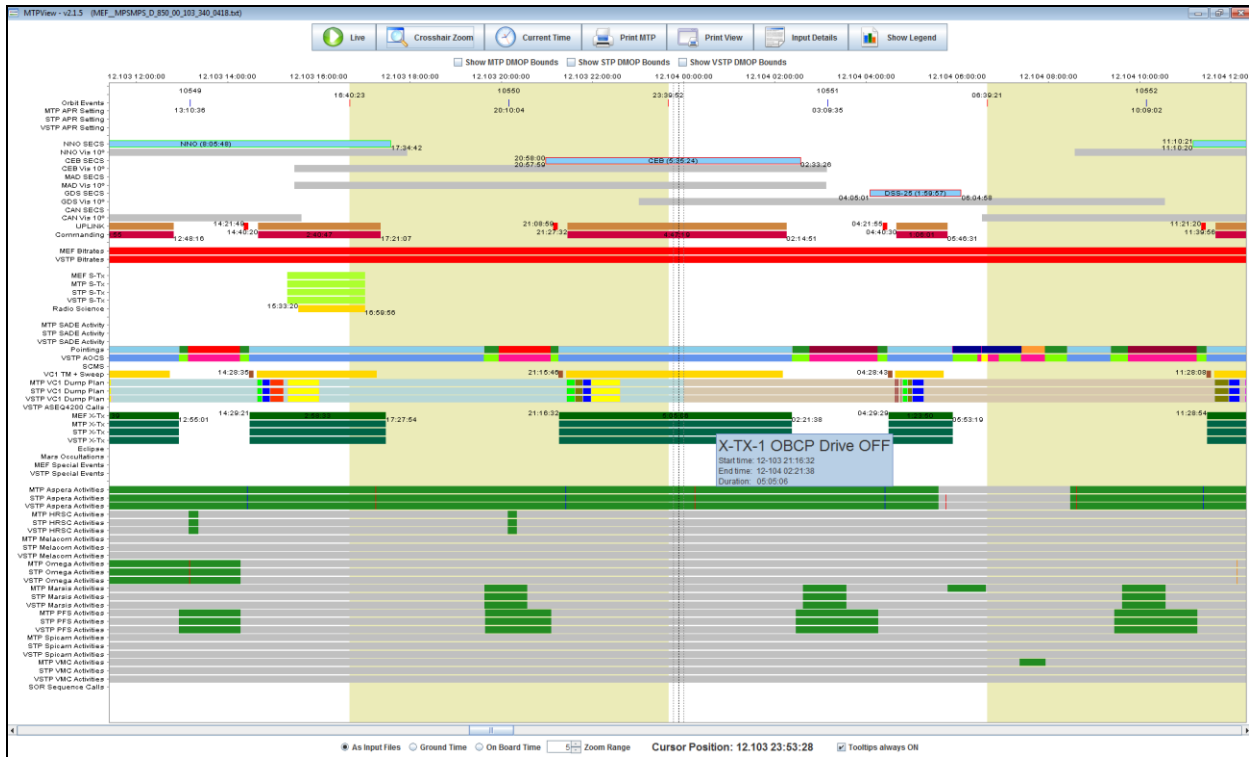 MTPView - v2.1.5 (MEF__MPSMPS_D_850_00_103_340_0418.txt)
Live Crosshair Zoom Current Time Print MTP Print View Input Details Show Legend
Show MTP DMOP Bounds Show STP DMOP Bounds Show VSTP DMOP Bounds
12.103 12:00:00 12.103 14:00:00 12.103 16:00:00 12.103 18:00:00 12.103 20:00:00 12.103 22:00:00 12.104 00:00:00 12.104 02:00:00 12.104 04:00:00 12.104 06:00:00 12.104 08:00:00 12.104 10:00:00 12.104 12:00
10549 16:40:23 10550 23:39:52 10551 06:39:21 10552
Orbit Events
MTP APR Setting 13:10:36 20:10:04 03:09:35 10:09:02
STP APR Setting
VSTP APR Setting
NNO SECS NNO (8:05:48) 17:34:42 11:10:21
NNO Vis 10° 11:10:20
CEB SECS 20:58:00 CEB (5:35:24)
CEB Vis 10° 20:57:59 02:33:26
MAD SECS
MAD Vis 10°
GDS SECS DSS-25 (1:59:57)
GDS Vis 10° 04:05:01 06:04:58
CAN SECS
CAN Vis 10°
UPLINK 14:21:49 21:08:59 04:21:55 11:21:20
Commanding 12:48:16 14:40:20 2:40:47 17:21:07 21:27:32 02:14:51 04:40:30 05:46:31 11:39:56
MEF Bitrates
VSTP Bitrates
MEF S-Tx
MTP S-Tx
STP S-Tx
VSTP S-Tx
Radio Science 15:33:20 16:59:56
MTP SADE Activity
STP SADE Activity
VSTP SADE Activity
Pointings
VSTP AOCS
SCMS
VC1 TM + Sweep 14:28:35 21:15:45 04:28:43 11:28:08
MTP VC1 Dump Plan
STP VC1 Dump Plan
VSTP VC1 Dump Plan
VSTP ASEQ4200 Calls
MEF X-Tx 12:55:01 14:29:21 17:27:54 21:16:32 02:21:38 04:29:29 05:53:19 11:28:54
MTP X-Tx
STP X-Tx
VSTP X-Tx
Eclipse
Mars Occultations
MEF Special Events
VSTP Special Events
X-TX-1 OBCP Drive OFF
Start time: 12-103 21:16:32
End time: 12-104 02:21:38
Duration: 05:05:06
MTP Aspera Activities
STP Aspera Activities
VSTP Aspera Activities
MTP HRSC Activities
STP HRSC Activities
VSTP HRSC Activities
MTP Melacom Activities
STP Melacom Activities
VSTP Melacom Activities
MTP Omega Activities
STP Omega Activities
VSTP Omega Activities
MTP Marsis Activities
STP Marsis Activities
VSTP Marsis Activities
MTP PFS Activities
STP PFS Activities
VSTP PFS Activities
MTP Spicam Activities
STP Spicam Activities
VSTP Spicam Activities
MTP VMC Activities
STP VMC Activities
VSTP VMC Activities
SOR Sequence Calls
As Input Files Ground Time On Board Time 5 Zoom Range Cursor Position: 12.103 23:53:28 Tooltips always ON